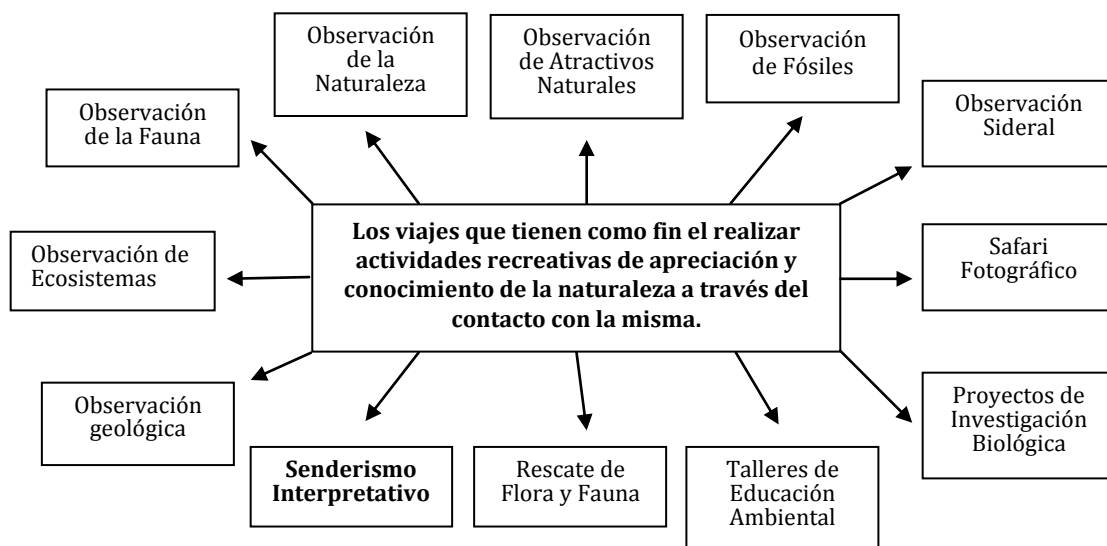 Observación
de la
Naturaleza
Observación
de Atractivos
Naturales
Observación
de Fósiles
Observación
de la Fauna
Observación
Sideral
Los viajes que tienen como fin el realizar
actividades recreativas de apreciación y
conocimiento de la naturaleza a través del
contacto con la misma.
Observación de
Ecosistemas
Safari
Fotográfico
Observación
geológica
Proyectos de
Investigación
Biológica
Senderismo
Interpretativo
Rescate de
Flora y Fauna
Talleres de
Educación
Ambiental